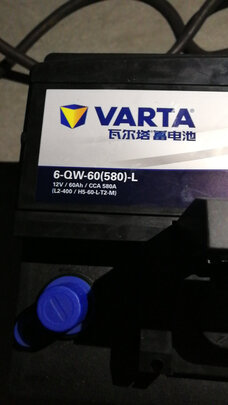 VARTA
瓦尔塔 蓄电池
6-QW-60(580)-L
12V / 60Ah / CCA 580A
(L2-400 / H5-60-L-T2-M)